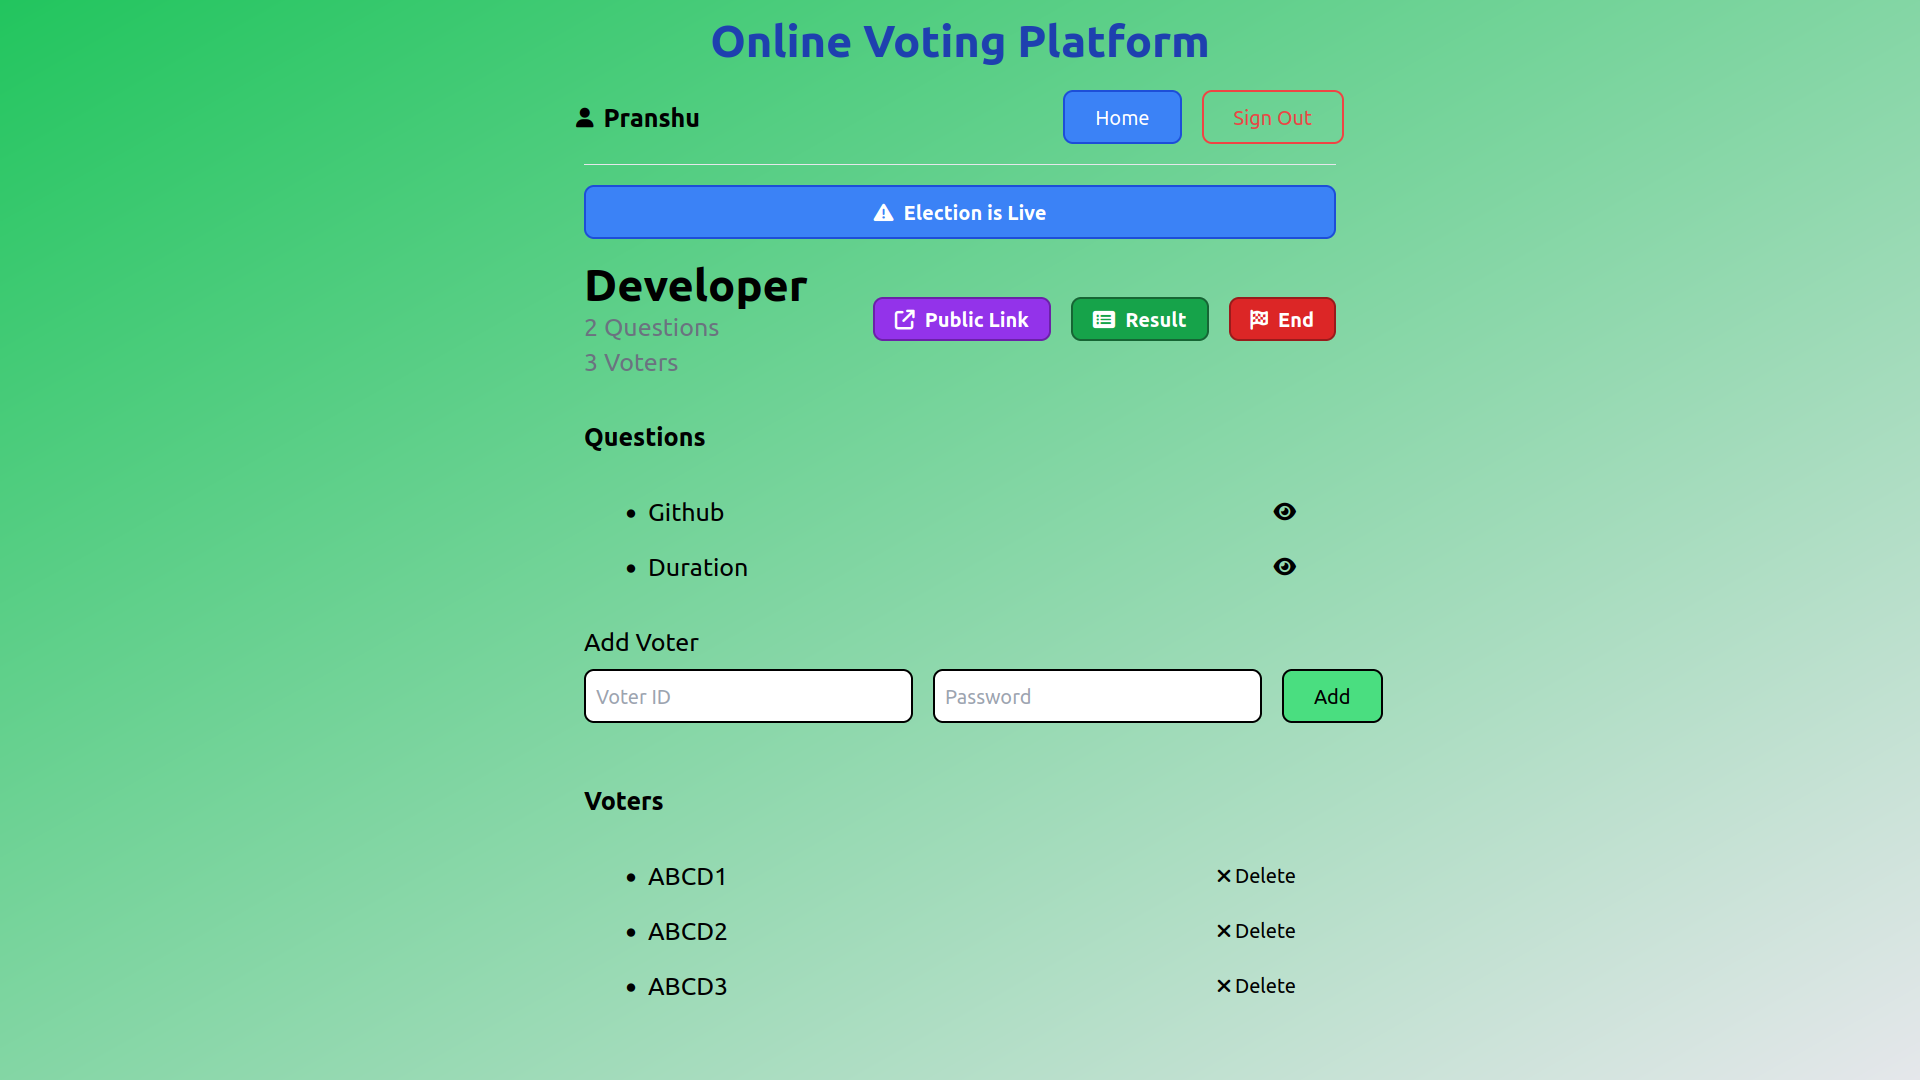 Online Voting Platform
Pranshu
Home
Sign Out
Election is Live
Developer
2 Questions
3 Voters
Public Link
Result
End
Questions
Github
Duration
Add Voter
Voter ID
Password
Add
Voters
ABCD1
Delete
ABCD2
Delete
ABCD3
Delete